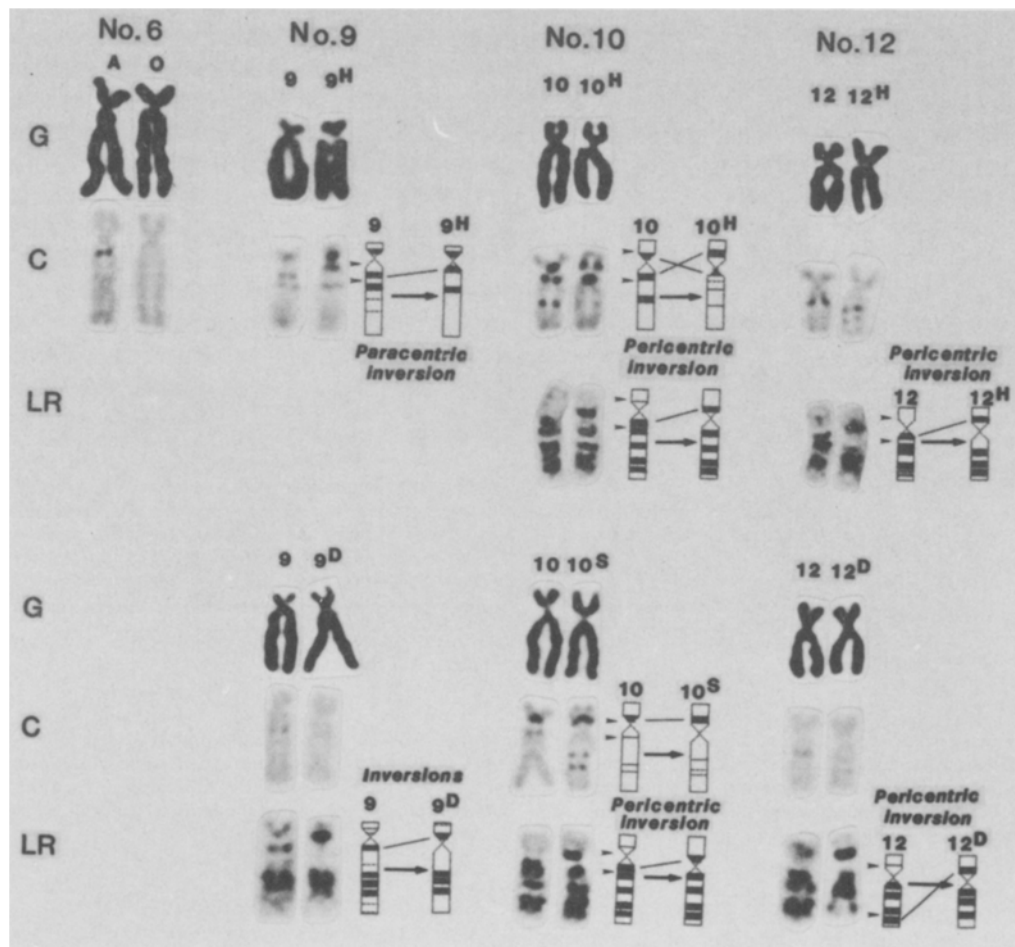 No.6 No.9 No.10 No.12
A O 9 9H 10 10H 12 12H
G
C 9 9H 10 10H
Paracentric inversion
Pericentric inversion
Pericentric inversion
LR 12 12H
9 9D 10 10S 12 12D
G
C 10 10S
Inversions
Pericentric inversion
Pericentric inversion
LR 9 9D 12 12D